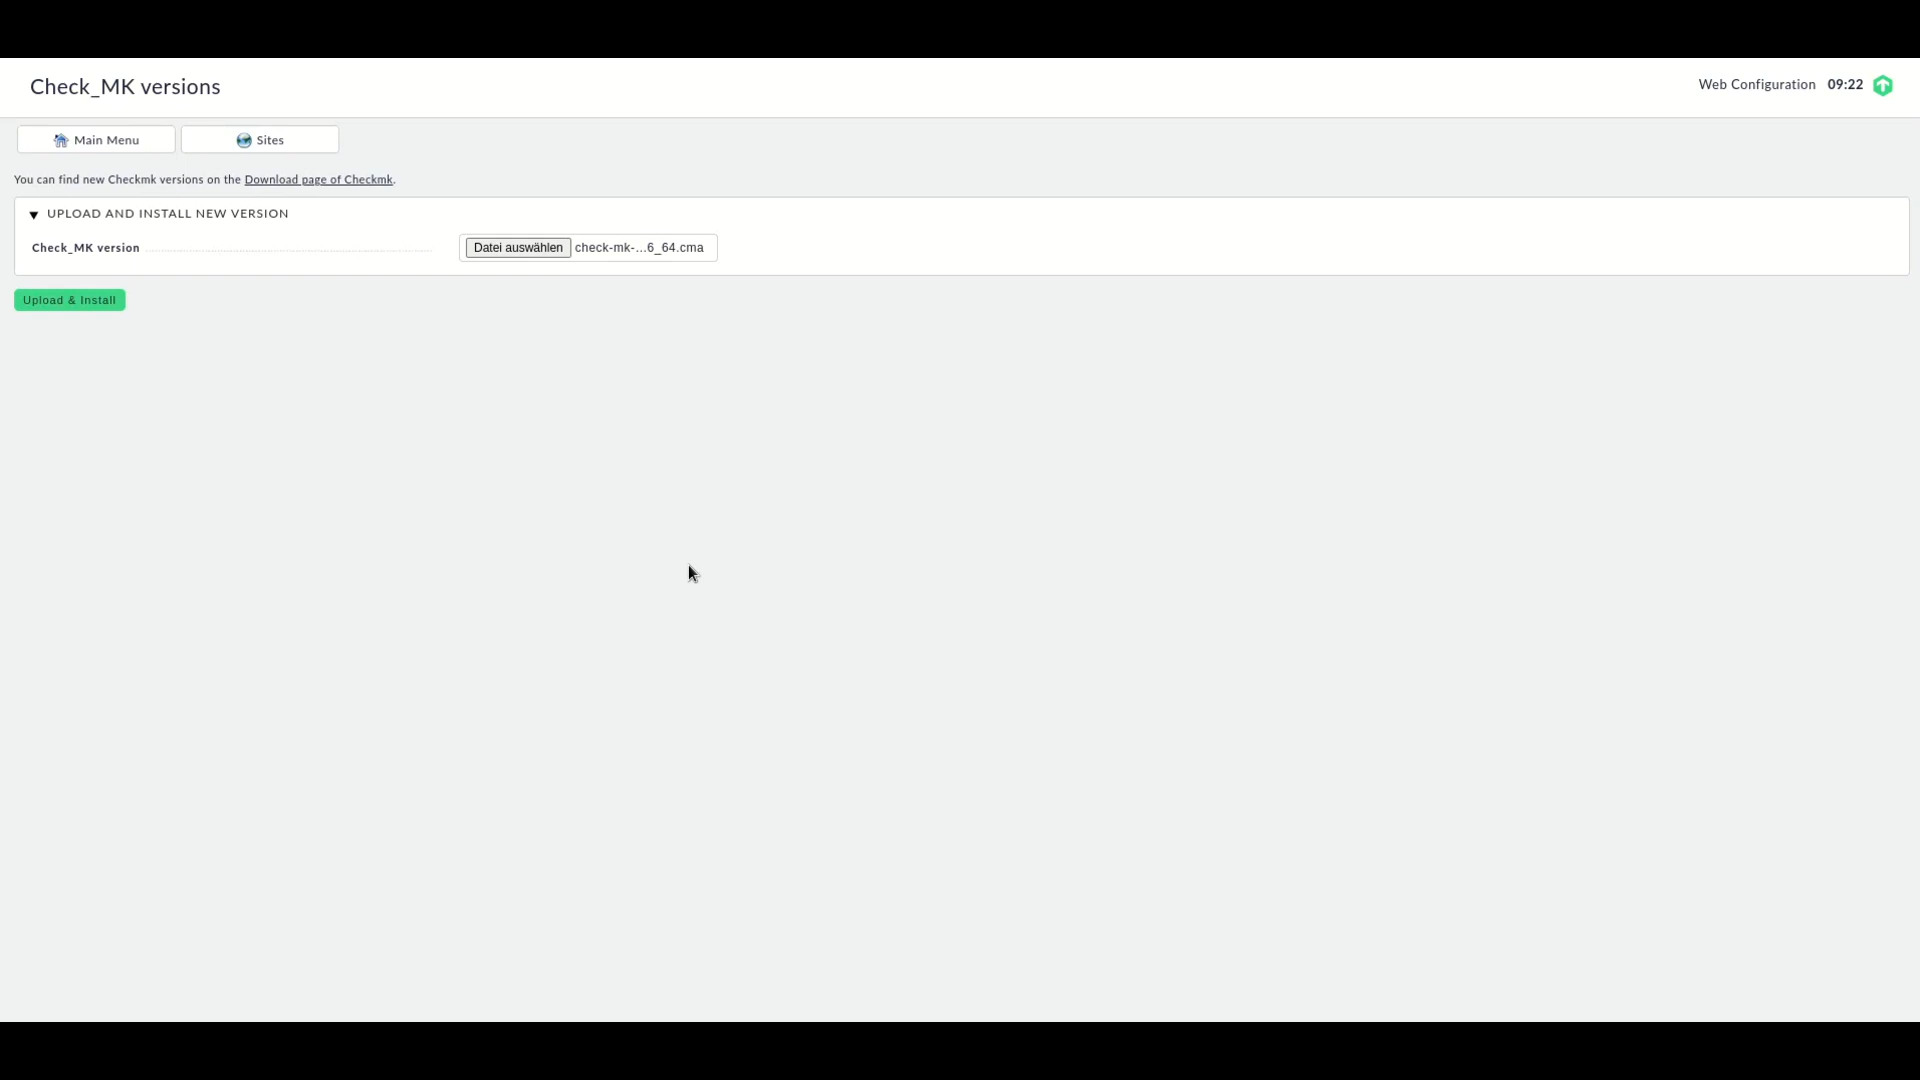 Check_MK versions
Web Configuration 09:22
Main Menu
Sites
You can find new Checkmk versions on the Download page of Checkmk.
UPLOAD AND INSTALL NEW VERSION
Check_MK version
Datei auswählen check-mk-...6_64.cma
Upload & Install